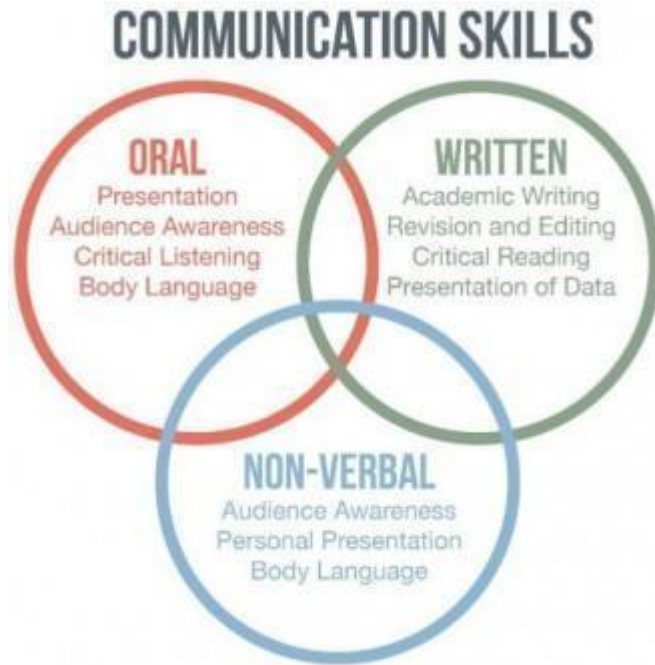 COMMUNICATION SKILLS
ORAL
Presentation
Audience Awareness
Critical Listening
Body Language
WRITTEN
Academic Writing
Revision and Editing
Critical Reading
Presentation of Data
NON-VERBAL
Audience Awareness
Personal Presentation
Body Language